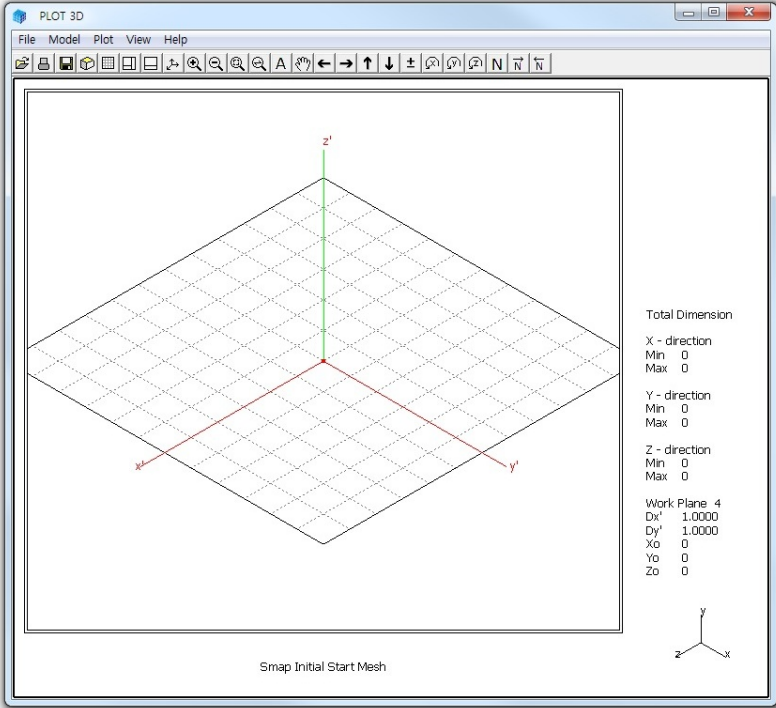 PLOT 3D
File Model Plot View Help
A x y z N N N
z'
x'
y'
Total Dimension
X - direction
Min 0
Max 0
Y - direction
Min 0
Max 0
Z - direction
Min 0
Max 0
Work Plane 4
Dx' 1.0000
Dy' 1.0000
Xo 0
Yo 0
Zo 0
y
z x
Smap Initial Start Mesh